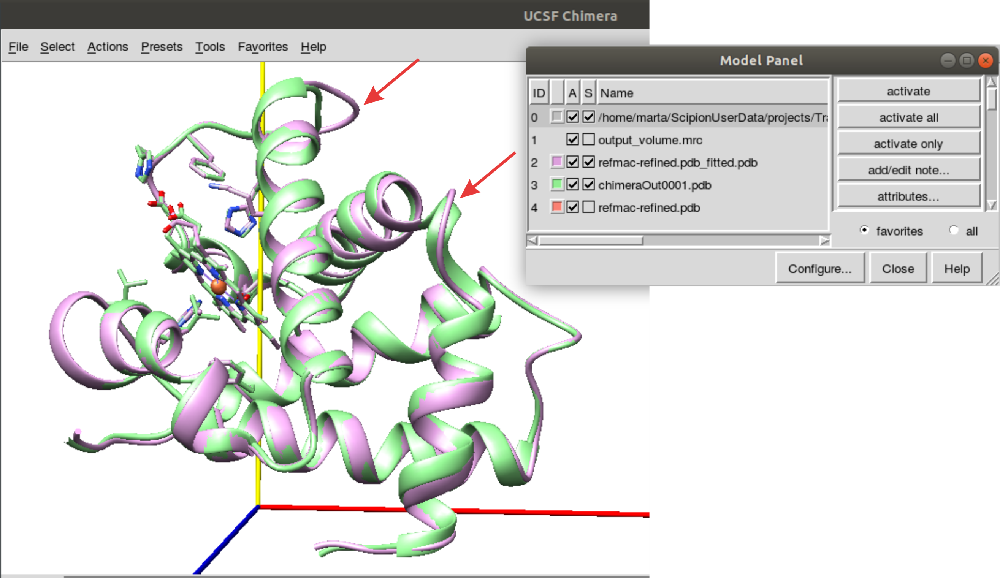 UCSF Chimera
File Select Actions Presets Tools Favorites Help
Model Panel
ID A S Name
0 /home/marta/ScipionUserData/projects/Tra
1 output_volume.mrc
2 refmac-refined.pdb_fitted.pdb
3 chimeraOut0001.pdb
4 refmac-refined.pdb
activate
activate all
activate only
add/edit note...
attributes...
favorites all
Configure... Close Help